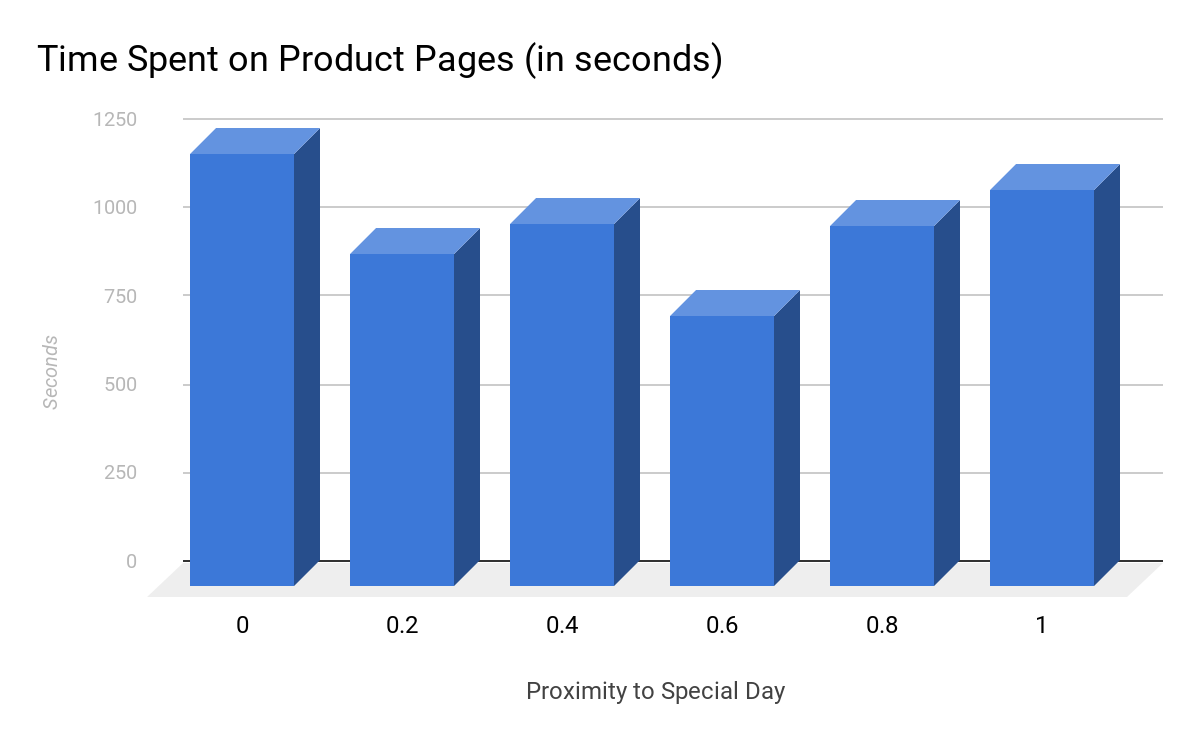 Time Spent on Product Pages (in seconds)
1250
1000
750
500
250
0
Seconds
0 0.2 0.4 0.6 0.8 1
Proximity to Special Day